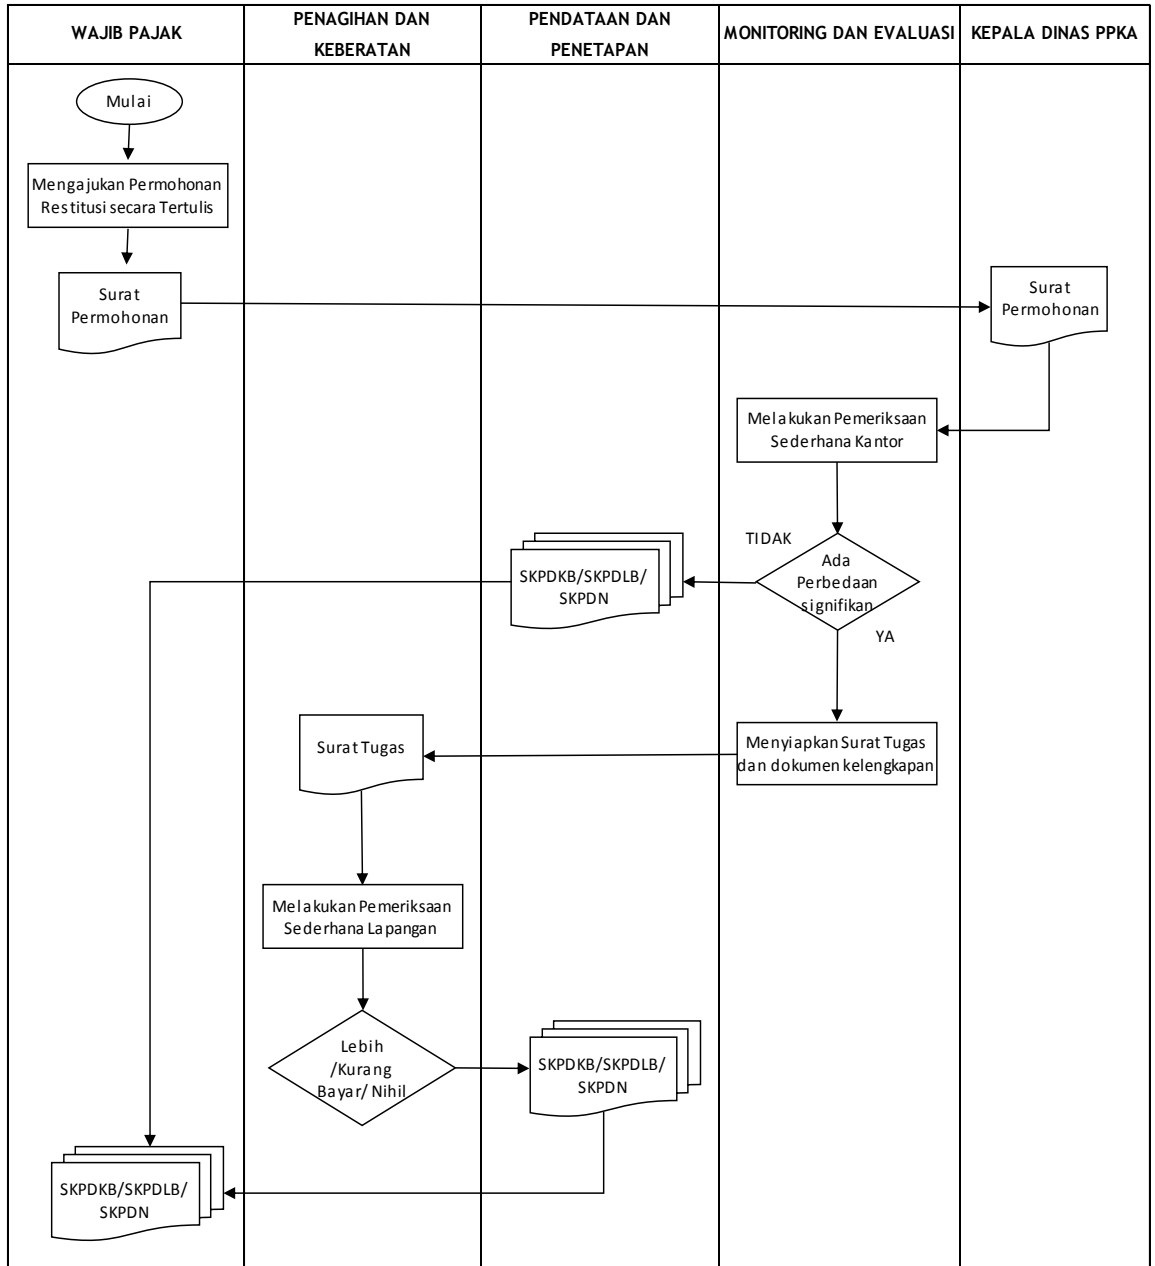 WAJIB PAJAK
PENAGIHAN DAN
KEBERATAN
PENDATAAN DAN
PENETAPAN
MONITORING DAN EVALUASI
KEPALA DINAS PPKA
Mulai
Mengajukan Permohonan
Restitusi secara Tertulis
Surat
Permohonan
Surat
Permohonan
Melakukan Pemeriksaan
Sederhana Kantor
TIDAK
Ada
Perbedaan
signifikan
SKPDKB/SKPDLB/
SKPDN
YA
Surat Tugas
Menyiapkan Surat Tugas
dan dokumen kelengkapan
Melakukan Pemeriksaan
Sederhana Lapangan
Lebih
/Kurang
Bayar/ Nihil
SKPDKB/SKPDLB/
SKPDN
SKPDKB/SKPDLB/
SKPDN